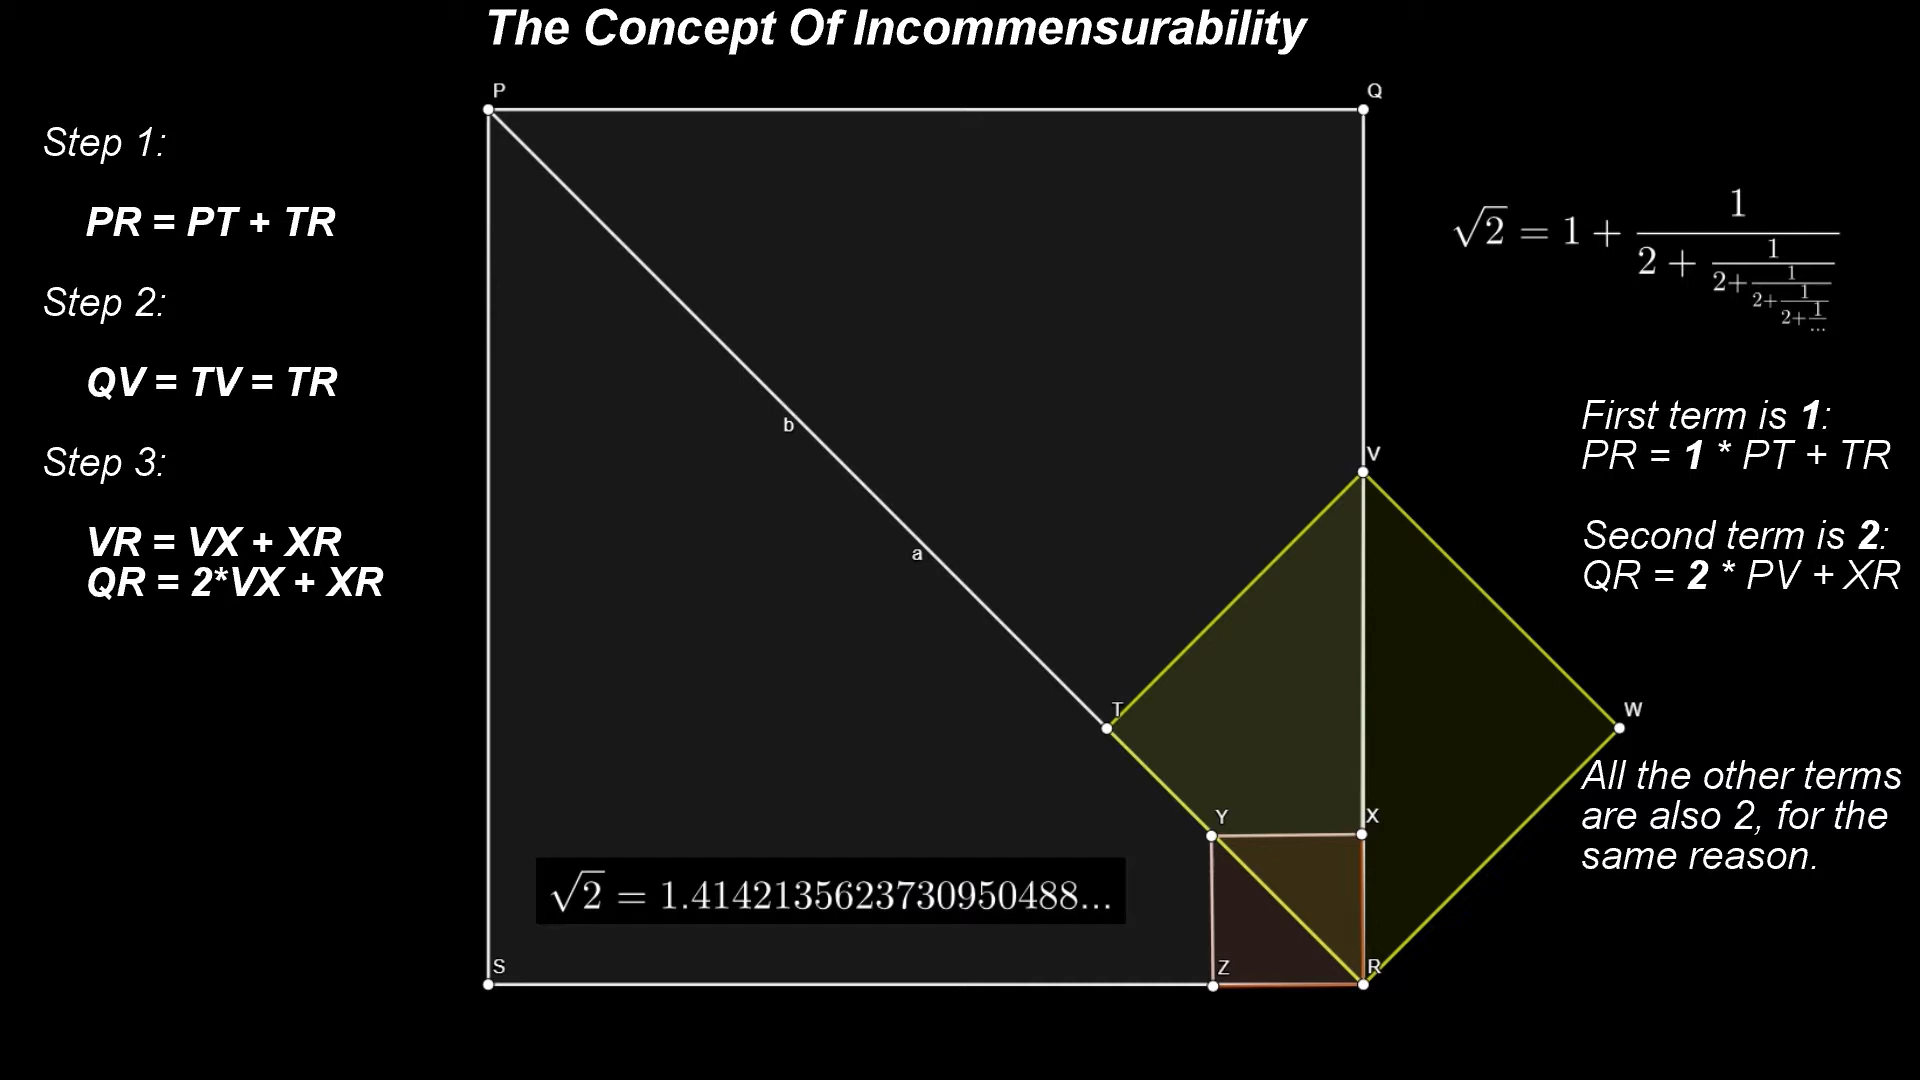 The Concept Of Incommensurability
Step 1:
PR = PT + TR
Step 2:
QV = TV = TR
Step 3:
VR = VX + XR
QR = 2*VX + XR
P
Q
b
a
V
T
W
Y
X
S
Z
R
√2 = 1.4142135623730950488...
√2 = 1 + 1/(2 + 1/(2+1/(2+1/(2+1/...))))
First term is 1:
PR = 1 * PT + TR
Second term is 2:
QR = 2 * PV + XR
All the other terms
are also 2, for the
same reason.